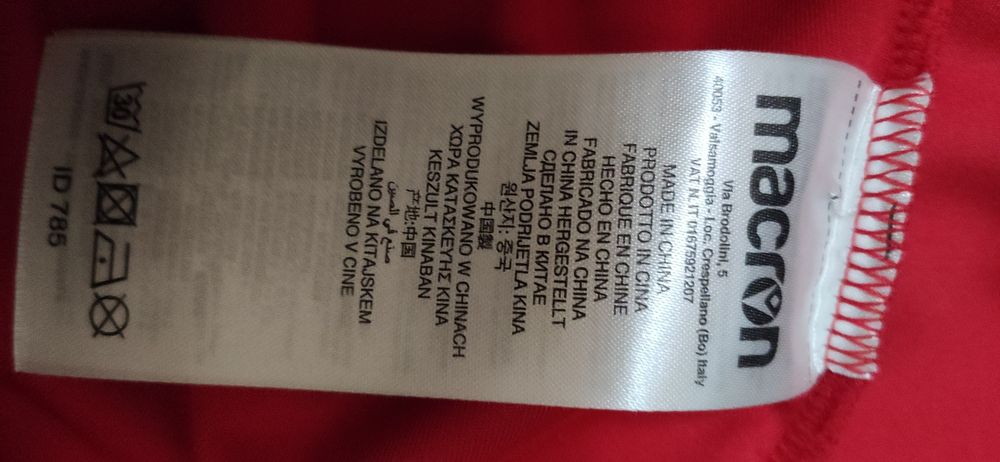 macron
Via Brodolini, 5
40053 - Valsamoggia - Loc. Crespellano (Bo) Italy
VAT N. IT 01675921207
MADE IN CHINA
PRODOTTO IN CINA
FABRIQUE EN CHINE
HECHO EN CHINA
FABRICADO NA CHINA
IN CHINA HERGESTELLT
СДЕЛАНО В КИТАЕ
ZEMLJA PODRIJETLA KINA
원산지: 중국
中国製
WYPRODUKOWANO W CHINACH
ΧΩΡΑ ΚΑΤΑΣΚΕΥΗΣ ΚΙΝΑ
KESZULT KINABAN
产地:中国
صنع في الصين
IZDELANO NA KITAJSKEM
VYROBENO V CINE
30
ID 785